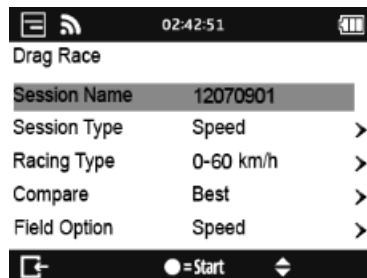 02:42:51
Drag Race
Session Name 12070901
Session Type Speed
Racing Type 0-60 km/h
Compare Best
Field Option Speed
=Start